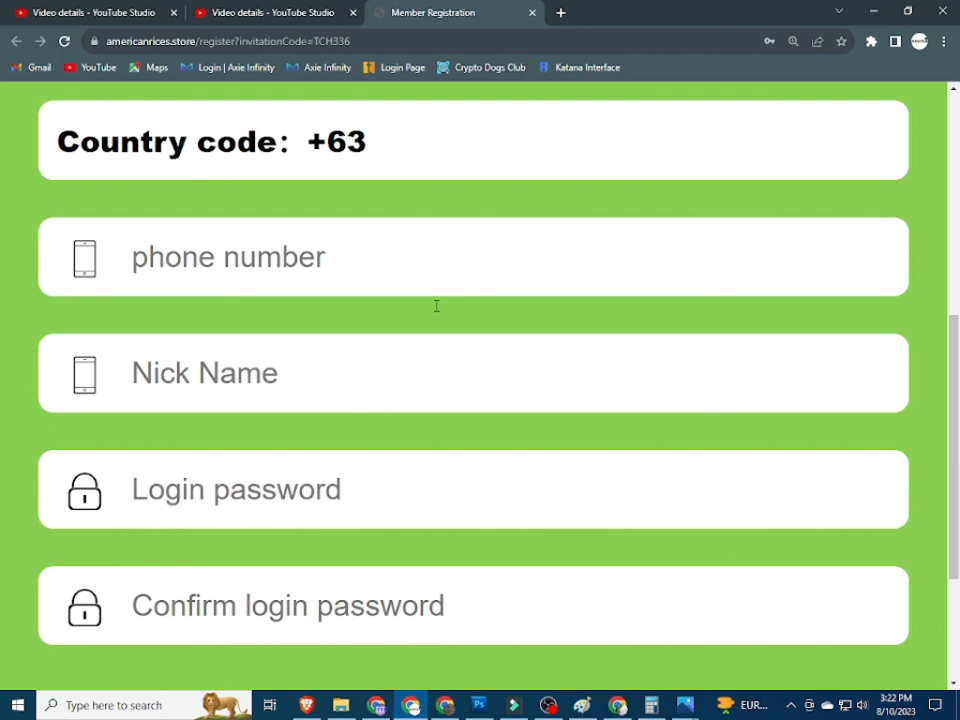 Video details - YouTube Studio
Video details - YouTube Studio
Member Registration
americanrices.store/register?invitationCode=TCH336
Gmail
YouTube
Maps
Login | Axie Infinity
Axie Infinity
Login Page
Crypto Dogs Club
Katana Interface
Country code： +63
phone number
Nick Name
Login password
Confirm login password
Type here to search
EUR...
3:22 PM
8/10/2023